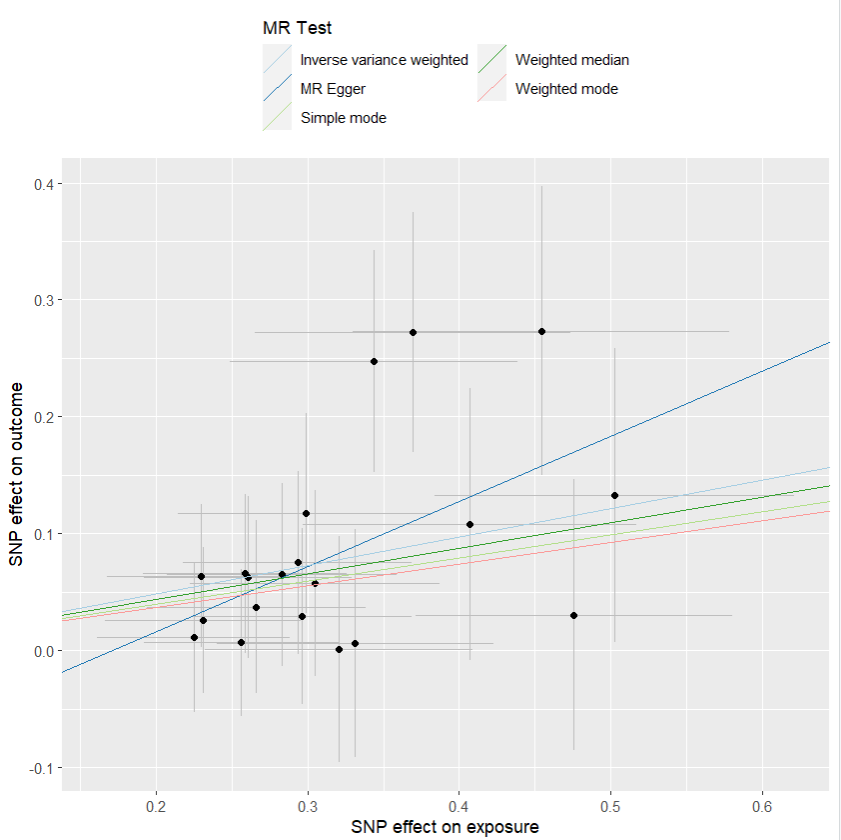 MR Test
Inverse variance weighted
Weighted median
MR Egger
Weighted mode
Simple mode
0.4
0.3
0.2
0.1
0.0
-0.1
SNP effect on outcome
0.2
0.3
0.4
0.5
0.6
SNP effect on exposure